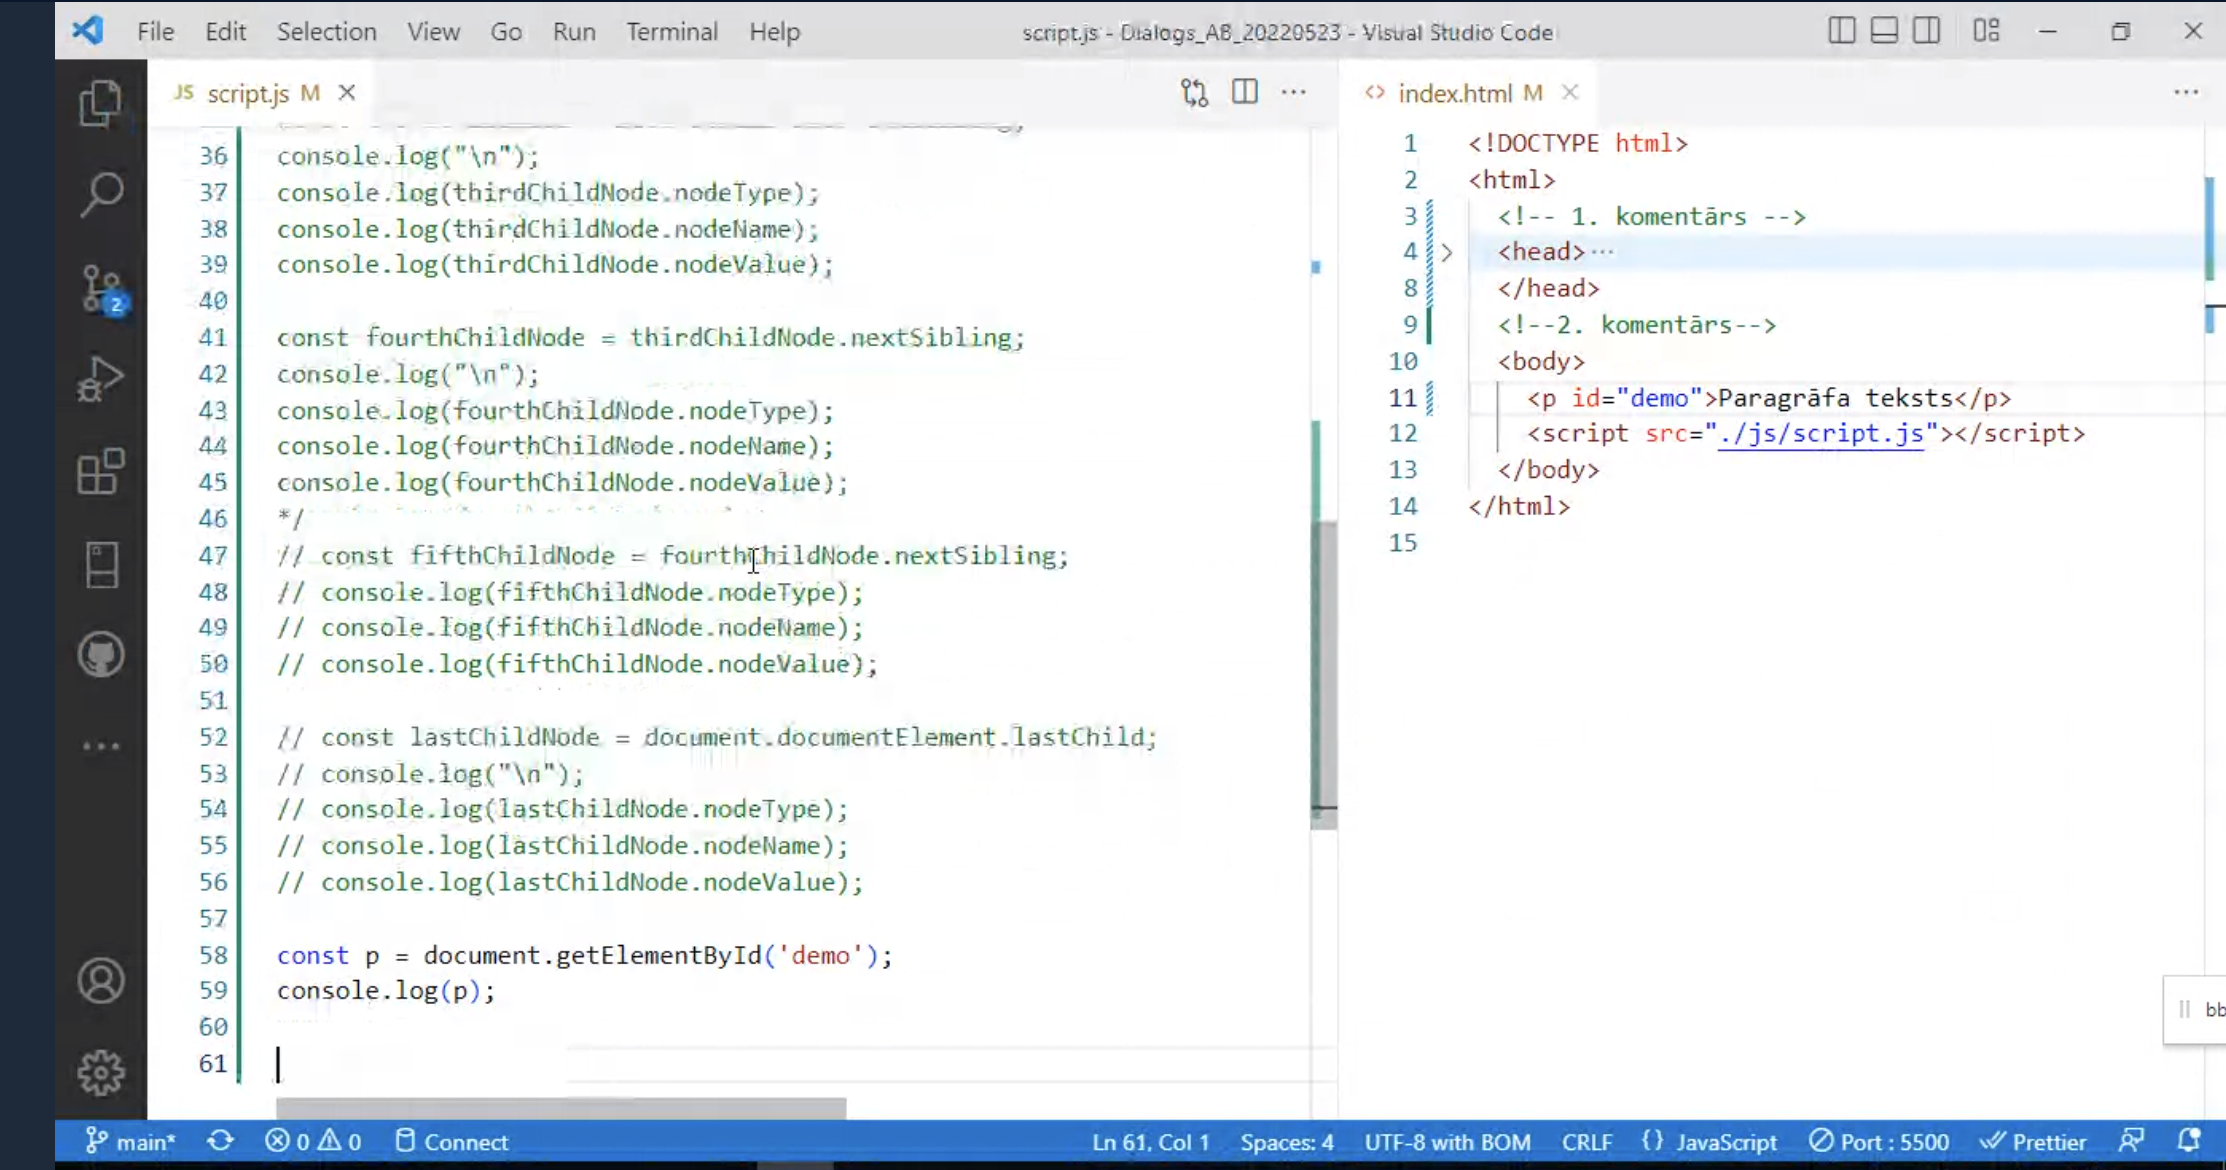 File Edit Selection View Go Run Terminal Help script.js - Dialogs_AB_20220523 - Visual Studio Code
JS script.js M
36 console.log("\n");
37 console.log(thirdChildNode.nodeType);
38 console.log(thirdChildNode.nodeName);
39 console.log(thirdChildNode.nodeValue);
40
41 const fourthChildNode = thirdChildNode.nextSibling;
42 console.log("\n");
43 console.log(fourthChildNode.nodeType);
44 console.log(fourthChildNode.nodeName);
45 console.log(fourthChildNode.nodeValue);
46 */
47 // const fifthChildNode = fourthChildNode.nextSibling;
48 // console.log(fifthChildNode.nodeType);
49 // console.log(fifthChildNode.nodeName);
50 // console.log(fifthChildNode.nodeValue);
51
52 // const lastChildNode = document.documentElement.lastChild;
53 // console.log("\n");
54 // console.log(lastChildNode.nodeType);
55 // console.log(lastChildNode.nodeName);
56 // console.log(lastChildNode.nodeValue);
57
58 const p = document.getElementById('demo');
59 console.log(p);
60
61
<> index.html M
1 <!DOCTYPE html>
2 <html>
3 <!-- 1. komentārs -->
4 <head>…
8 </head>
9 <!--2. komentārs-->
10 <body>
11 <p id="demo">Paragrāfa teksts</p>
12 <script src="./js/script.js"></script>
13 </body>
14 </html>
15
2
bb
main* 0 0 Connect Ln 61, Col 1 Spaces: 4 UTF-8 with BOM CRLF {} JavaScript Port : 5500 Prettier